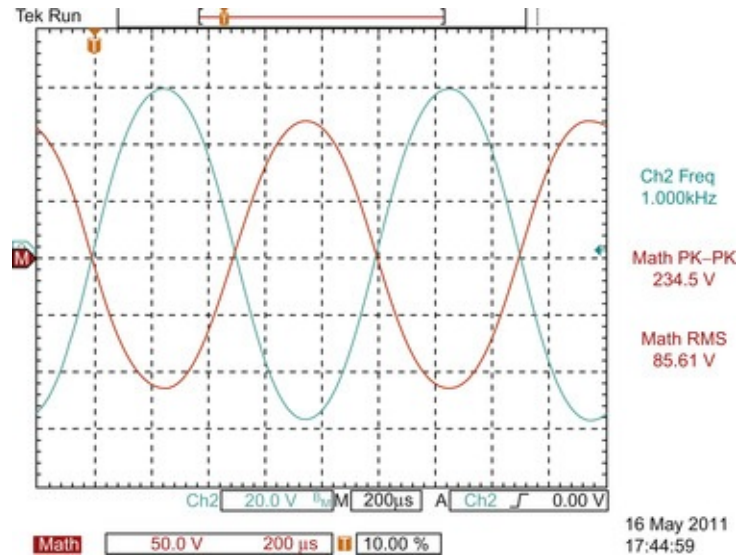 Tek Run
T
Ch2 Freq
1.000kHz
M
Math PK–PK
234.5 V
Math RMS
85.61 V
Ch2 20.0 V BM M 200μs A Ch2 0.00 V
16 May 2011
17:44:59
Math 50.0 V 200 μs T 10.00 %